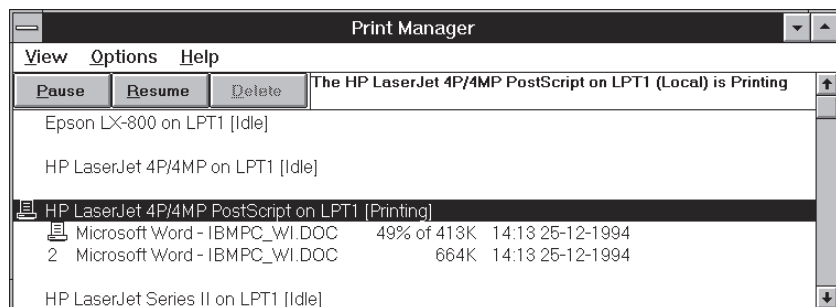 Print Manager
View Options Help
Pause Resume Delete The HP LaserJet 4P/4MP PostScript on LPT1 (Local) is Printing
Epson LX-800 on LPT1 [Idle]
HP LaserJet 4P/4MP on LPT1 [Idle]
HP LaserJet 4P/4MP PostScript on LPT1 [Printing]
Microsoft Word - IBMPC_WI.DOC 49% of 413K 14:13 25-12-1994
2 Microsoft Word - IBMPC_WI.DOC 664K 14:13 25-12-1994
HP LaserJet Series II on LPT1 [Idle]